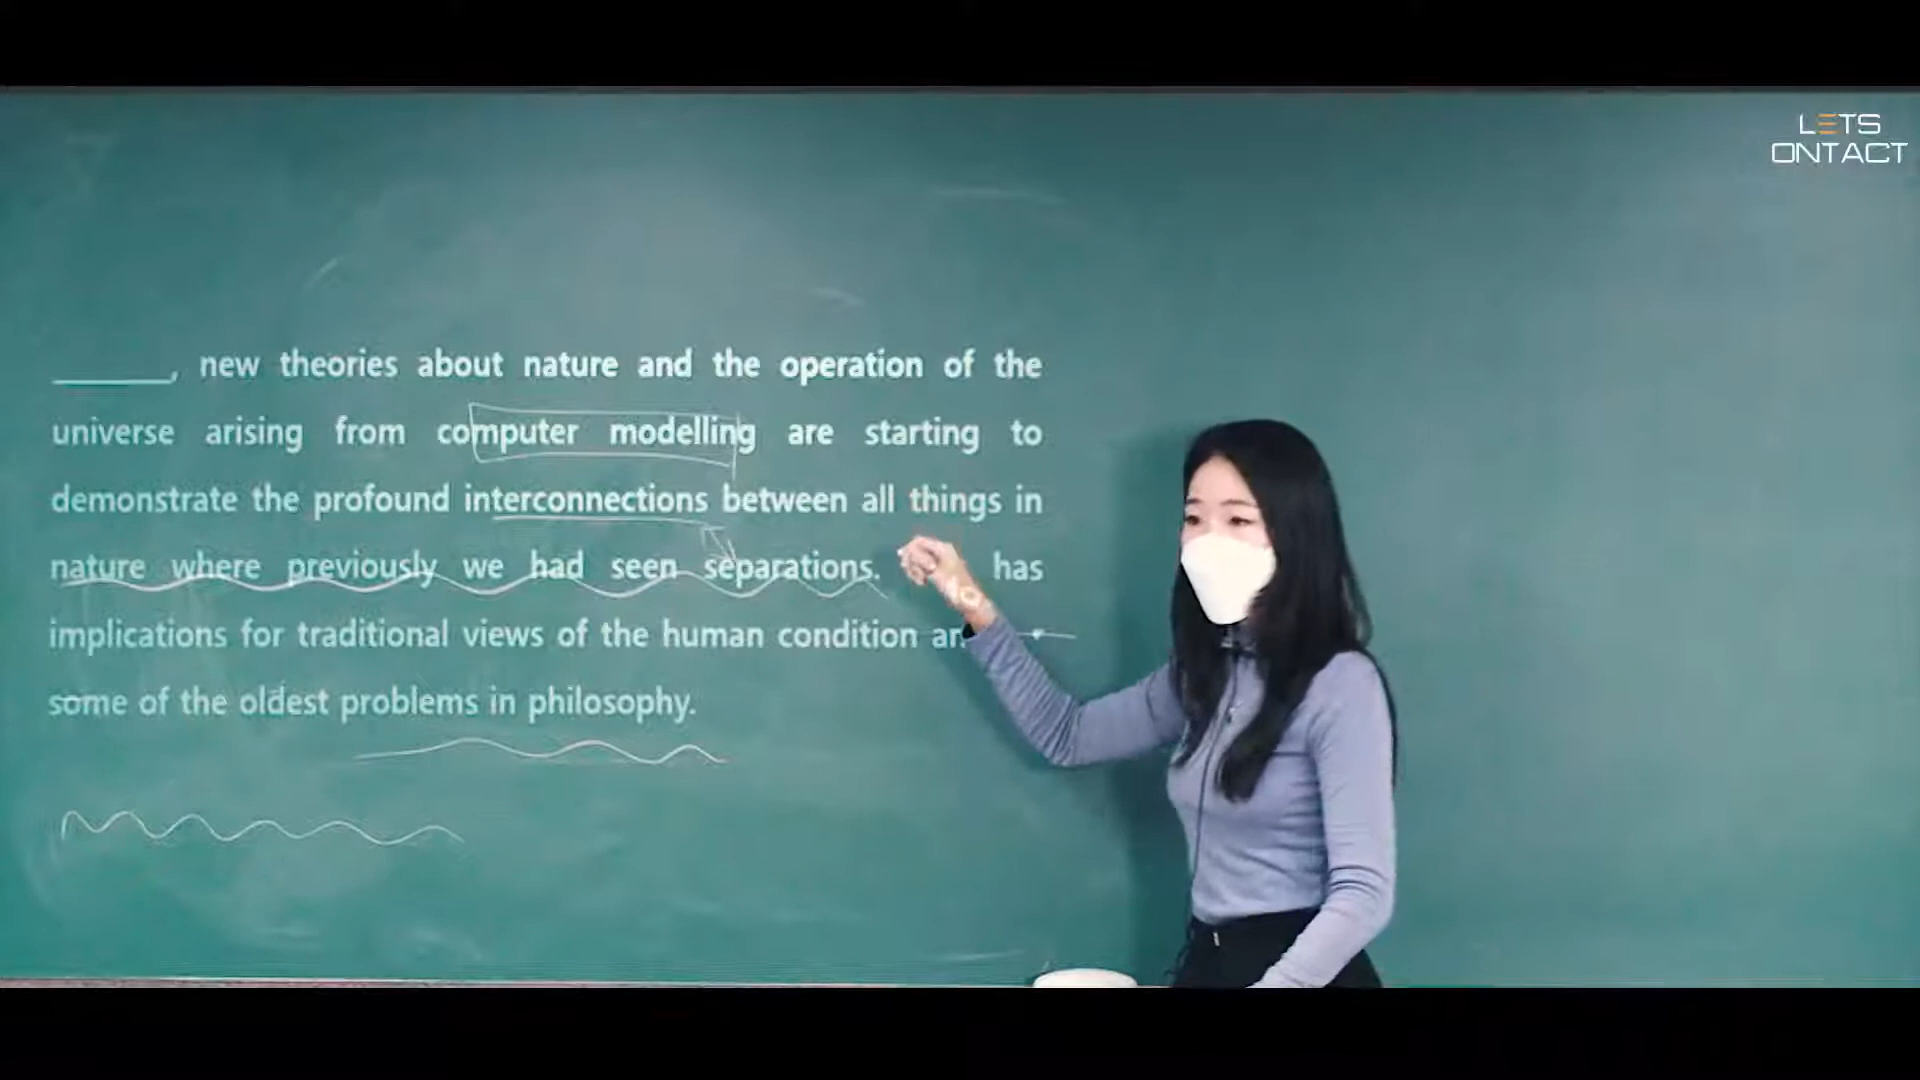 LETS
ONTACT
______, new theories about nature and the operation of the
universe arising from computer modelling are starting to
demonstrate the profound interconnections between all things in
nature where previously we had seen separations. has
implications for traditional views of the human condition
some of the oldest problems in philosophy.